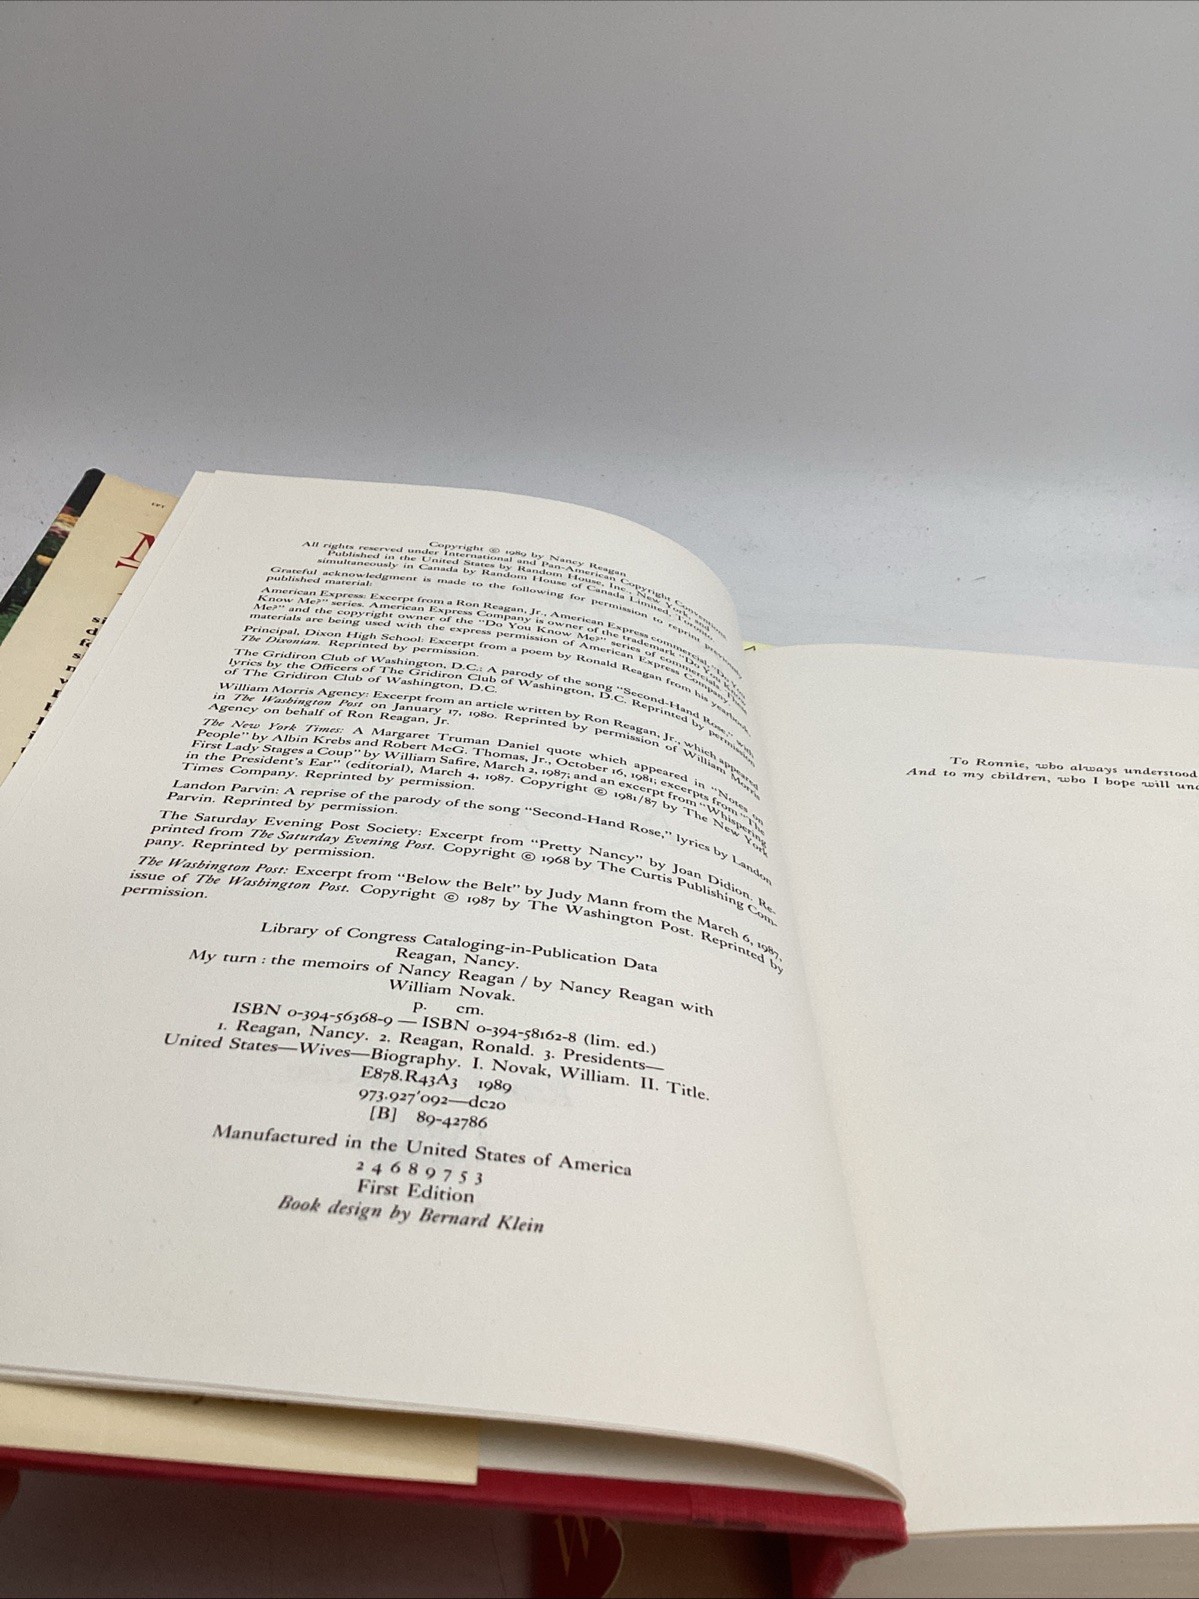 Copyright © 1989 by Nancy Reagan
All rights reserved under International and Pan-American Copyright Conventions.
Published in the United States by Random House, Inc., New York, and
simultaneously in Canada by Random House of Canada Limited, Toronto.
Grateful acknowledgment is made to the following for permission to reprint previously
published material:
American Express: Excerpt from a Ron Reagan, Jr., American Express commercial, "Do You
Know Me?" series. American Express Company is owner of the trademark "Do You Know
Me?" and the copyright owner of the "Do You Know Me?" series of commercials. These
materials are being used with the express permission of American Express Company.
Principal, Dixon High School: Excerpt from a poem by Ronald Reagan from his yearbook,
The Dixonian. Reprinted by permission.
The Gridiron Club of Washington, D.C.: A parody of the song "Second-Hand Rose," with
lyrics by the Officers of The Gridiron Club of Washington, D.C. Reprinted by permission
of The Gridiron Club of Washington, D.C.
William Morris Agency: Excerpt from an article written by Ron Reagan, Jr., which appeared
in The Washington Post on January 17, 1980. Reprinted by permission of William Morris
Agency on behalf of Ron Reagan, Jr.
The New York Times: A Margaret Truman Daniel quote which appeared in "Notes on
People" by Albin Krebs and Robert McG. Thomas, Jr., October 16, 1981; excerpts from "The
First Lady Stages a Coup" by William Safire, March 2, 1987; and an excerpt from "Whispering
in the President's Ear" (editorial), March 4, 1987. Copyright © 1981/87 by The New York
Times Company. Reprinted by permission.
Landon Parvin: A reprise of the parody of the song "Second-Hand Rose," lyrics by Landon
Parvin. Reprinted by permission.
The Saturday Evening Post Society: Excerpt from "Pretty Nancy" by Joan Didion. Re-
printed from The Saturday Evening Post. Copyright © 1968 by The Curtis Publishing Com-
pany. Reprinted by permission.
The Washington Post: Excerpt from "Below the Belt" by Judy Mann from the March 6, 1987,
issue of The Washington Post. Copyright © 1987 by The Washington Post. Reprinted by
permission.
Library of Congress Cataloging-in-Publication Data
Reagan, Nancy.
My turn : the memoirs of Nancy Reagan / by Nancy Reagan with
William Novak.
p. cm.
ISBN 0-394-56368-9 — ISBN 0-394-58162-8 (lim. ed.)
1. Reagan, Nancy. 2. Reagan, Ronald. 3. Presidents—
United States—Wives—Biography. I. Novak, William. II. Title.
E878.R43A3 1989
973.927'092—dc20
[B] 89-42786
Manufactured in the United States of America
2 4 6 8 9 7 5 3
First Edition
Book design by Bernard Klein
To Ronnie, who always understood
And to my children, who I hope will